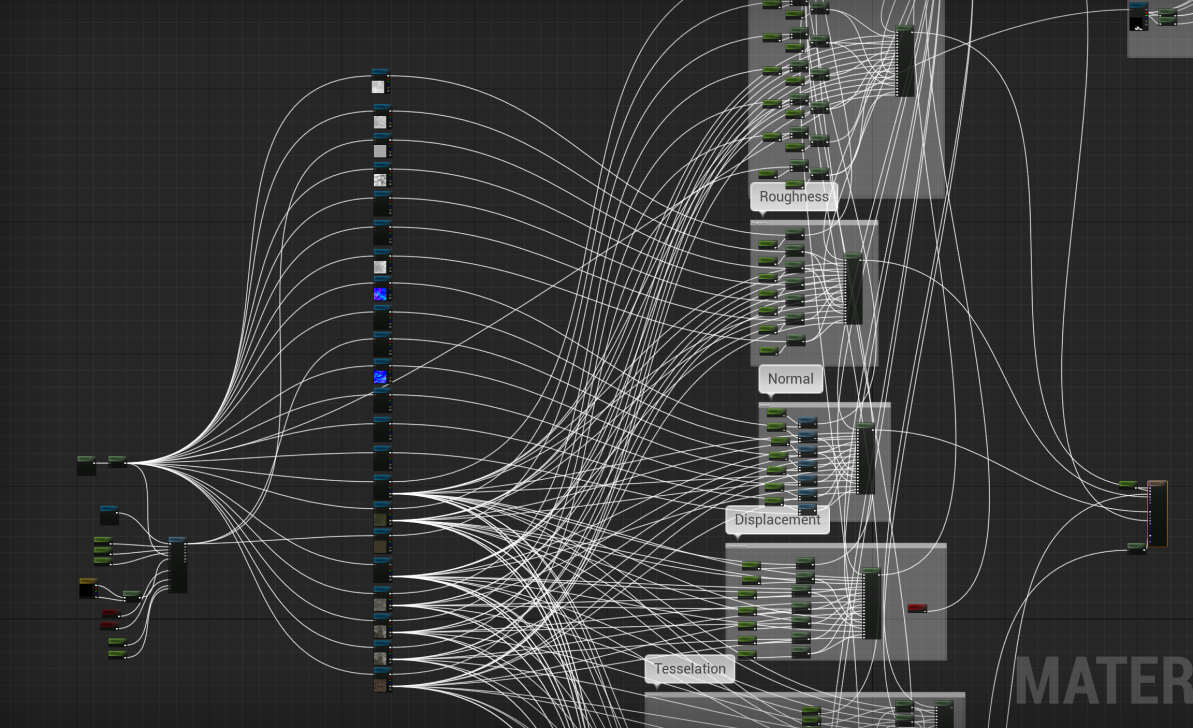 Roughness
Normal
Displacement
Tesselation
MATER